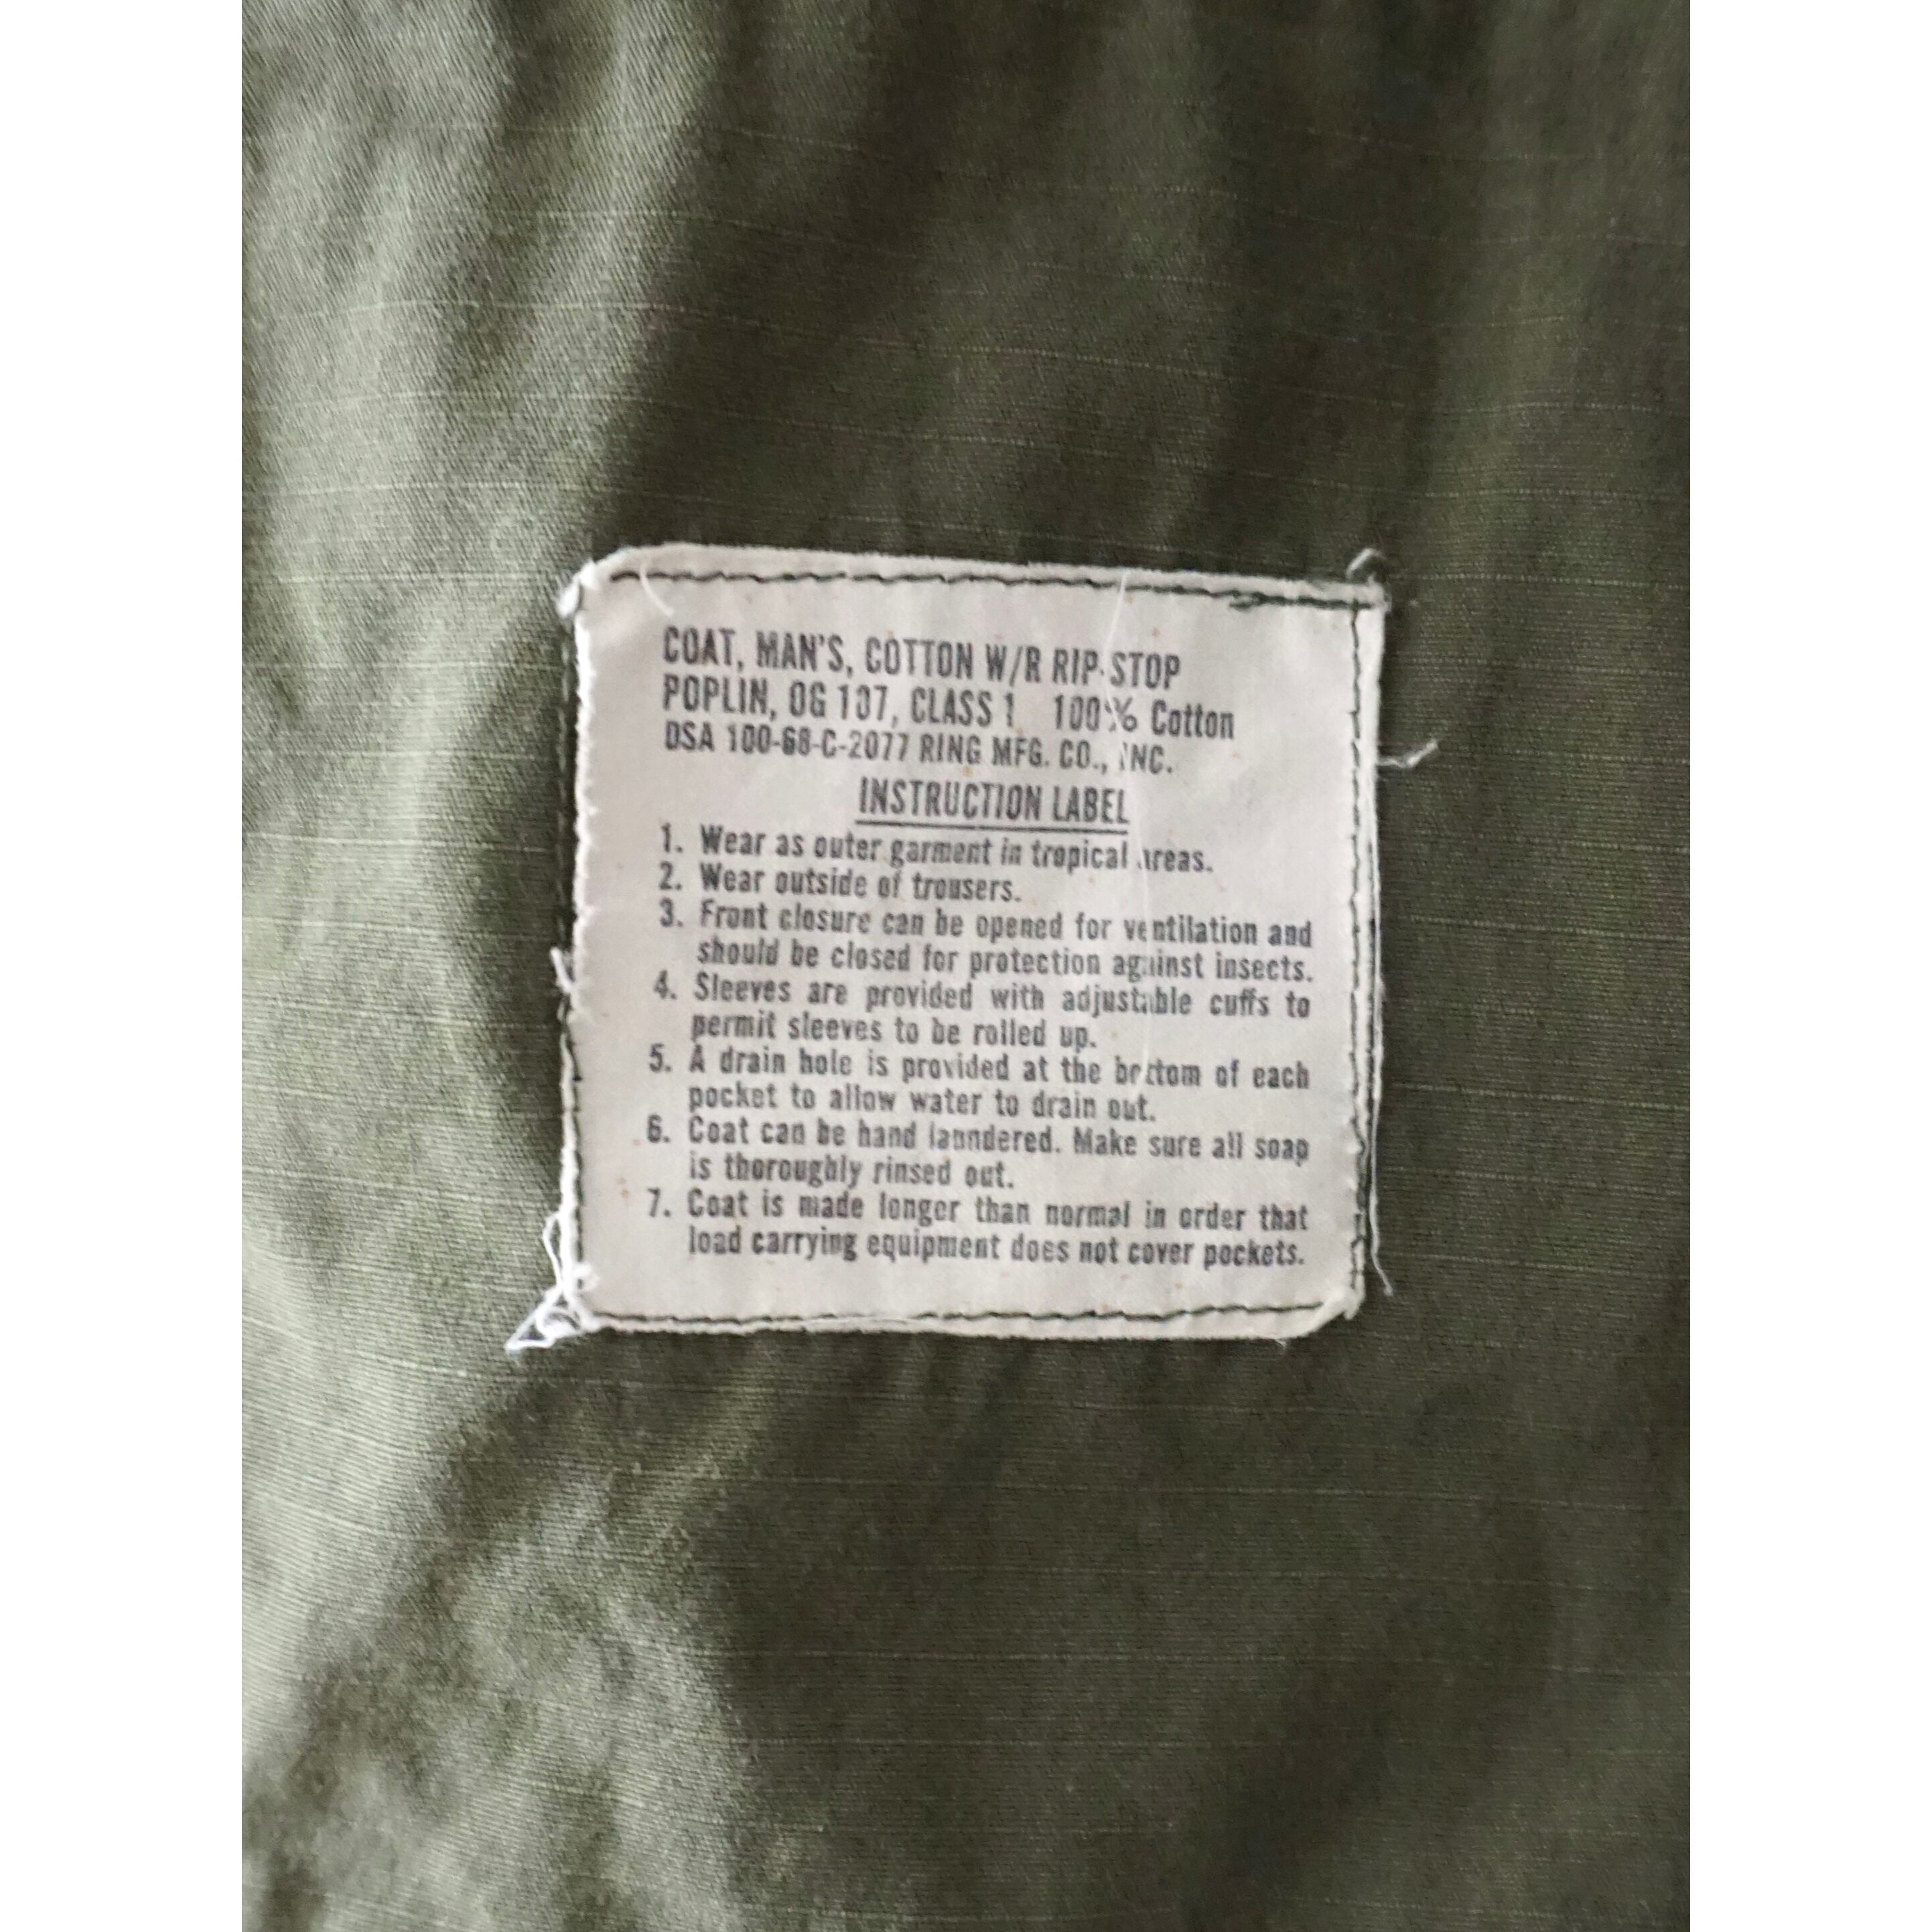 COAT, MAN'S, COTTON W/R RIP-STOP
POPLIN, OG 107, CLASS 1 100% Cotton
DSA 100-68-C-2077 RING MFG. CO., INC.
INSTRUCTION LABEL
1. Wear as outer garment in tropical areas.
2. Wear outside of trousers.
3. Front closure can be opened for ventilation and
should be closed for protection against insects.
4. Sleeves are provided with adjustable cuffs to
permit sleeves to be rolled up.
5. A drain hole is provided at the bottom of each
pocket to allow water to drain out.
6. Coat can be hand laundered. Make sure all soap
is thoroughly rinsed out.
7. Coat is made longer than normal in order that
load carrying equipment does not cover pockets.